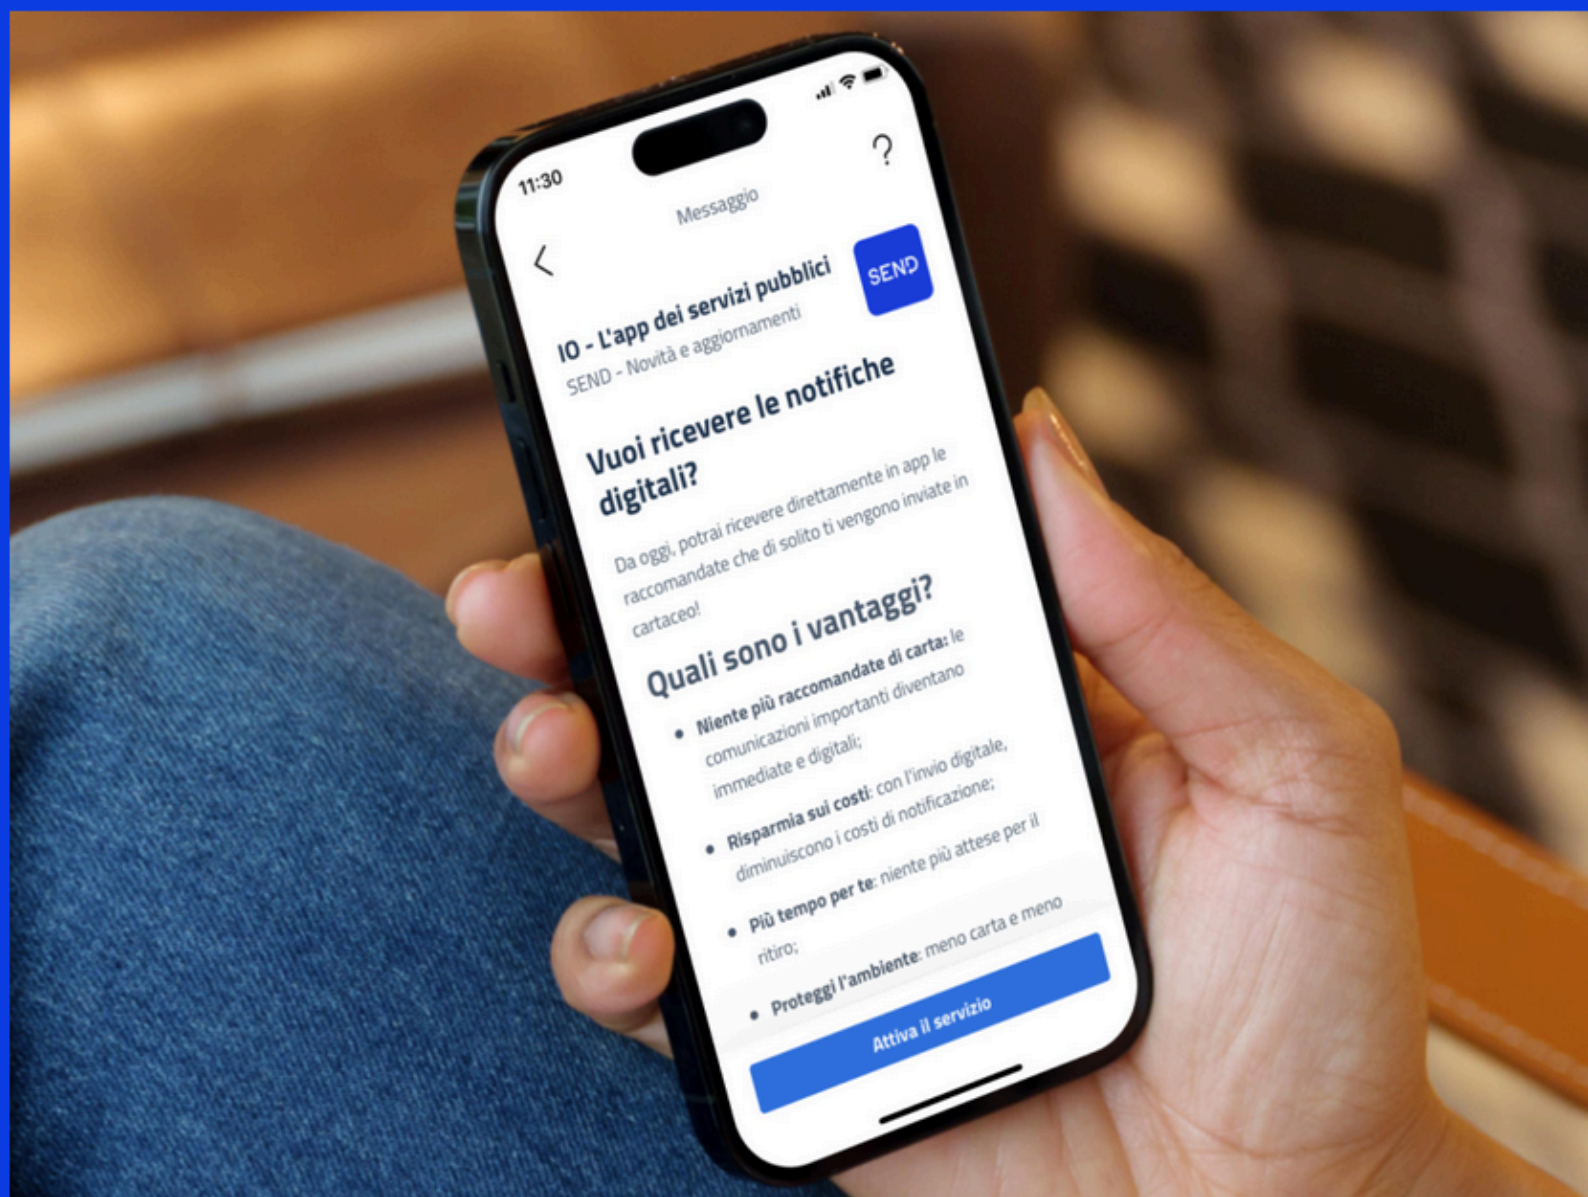 11:30
Messaggio
?
IO - L'app dei servizi pubblici
SEND - Novità e aggiornamenti
SEND
Vuoi ricevere le notifiche
digitali?
Da oggi, potrai ricevere direttamente in app le
raccomandate che di solito ti vengono inviate in
cartaceo!
Quali sono i vantaggi?
• Niente più raccomandate di carta: le
comunicazioni importanti diventano
immediate e digitali;
• Risparmia sui costi: con l'invio digitale,
diminuiscono i costi di notificazione;
• Più tempo per te: niente più attese per il
ritiro;
• Proteggi l'ambiente: meno carta e meno
Attiva il servizio